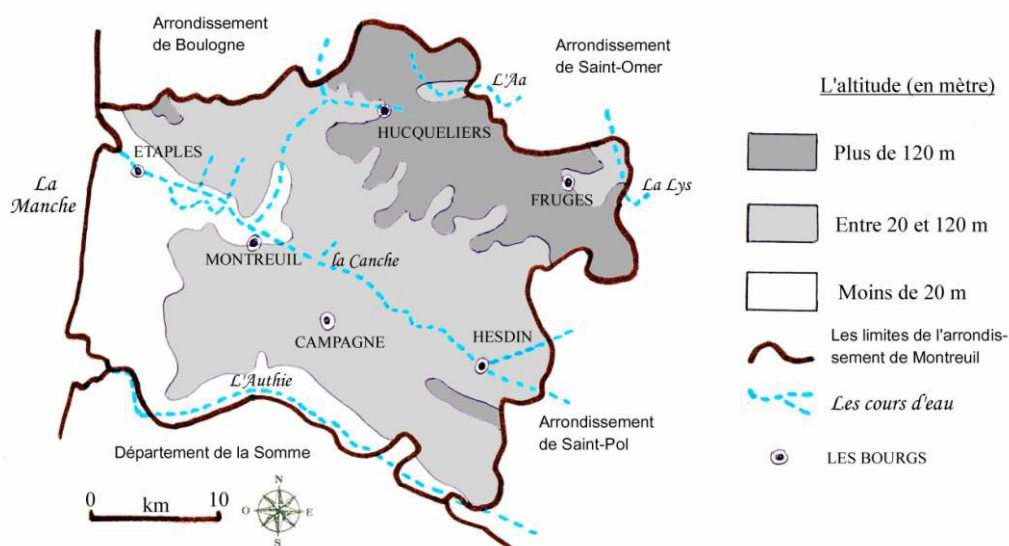 Arrondissement
de Boulogne
Arrondissement
de Saint-Omer
L'Aa
HUCQUELIERS
ETAPLES
La
Manche
FRUGES
La Lys
MONTREUIL
la Canche
CAMPAGNE
HESDIN
L'Authie
Arrondissement
de Saint-Pol
Département de la Somme
0 10
km
N
O E
S
L'altitude (en mètre)
Plus de 120 m
Entre 20 et 120 m
Moins de 20 m
Les limites de l'arrondis-
sement de Montreuil
Les cours d'eau
LES BOURGS